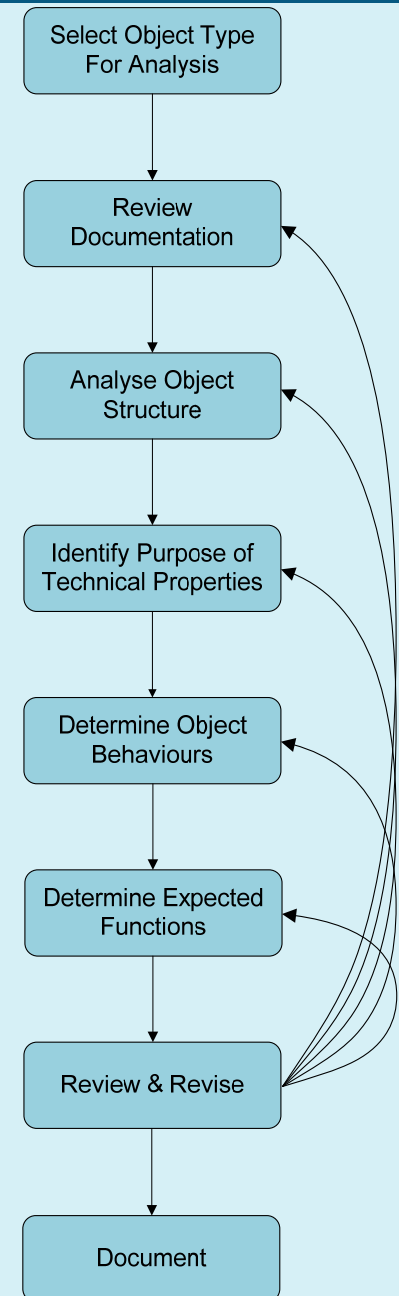 Select Object Type
For Analysis
Review
Documentation
Analyse Object
Structure
Identify Purpose of
Technical Properties
Determine Object
Behaviours
Determine Expected
Functions
Review & Revise
Document